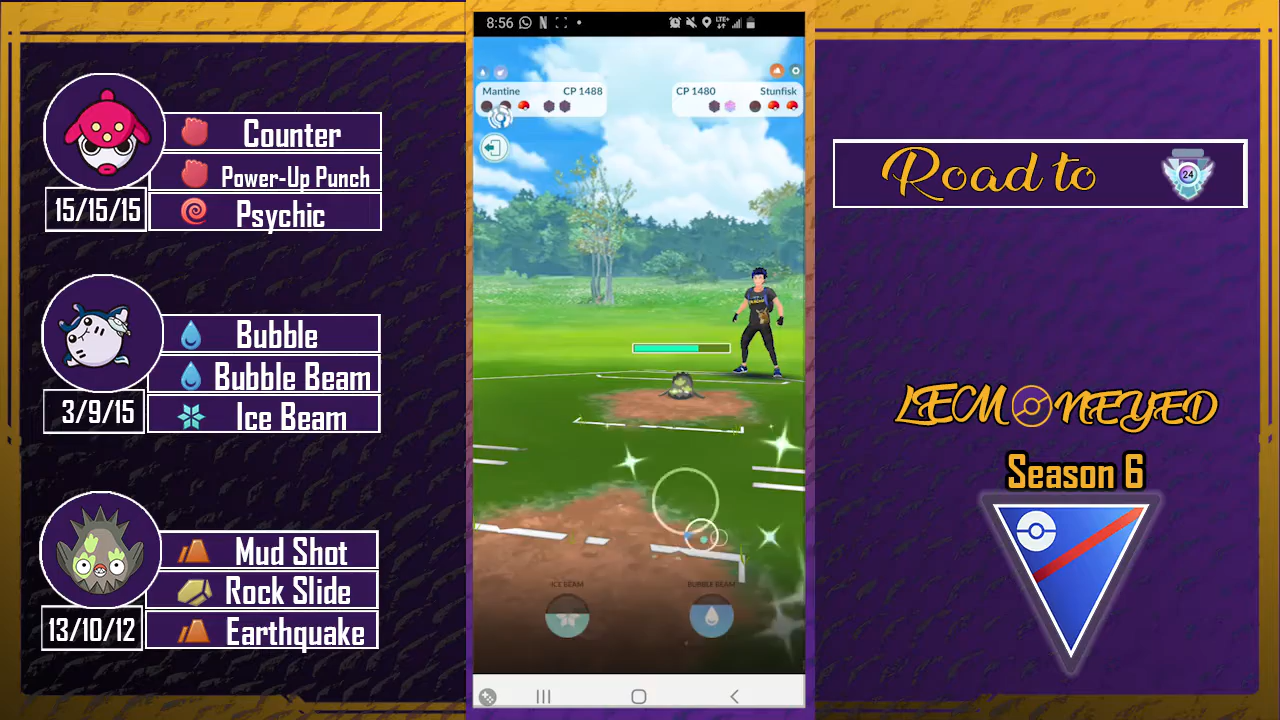 8:56
LTE+
Mantine CP 1488
CP 1480 Stunfisk
Counter
Power-Up Punch
15/15/15
Psychic
Bubble
Bubble Beam
3/9/15
Ice Beam
Mud Shot
Rock Slide
13/10/12
Earthquake
ICE BEAM
BUBBLE BEAM
Road to
24
LECMONEYED
Season 6